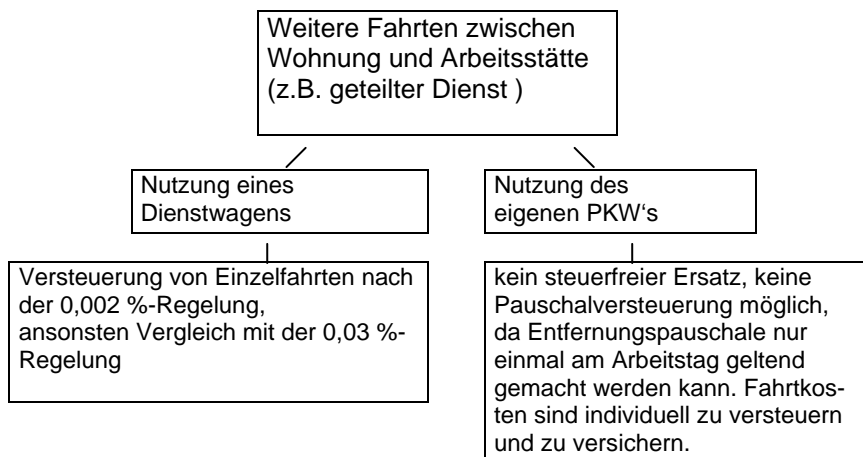 Weitere Fahrten zwischen
Wohnung und Arbeitsstätte
(z.B. geteilter Dienst )
Nutzung eines
Dienstwagens
Nutzung des
eigenen PKW‘s
Versteuerung von Einzelfahrten nach
der 0,002 %-Regelung,
ansonsten Vergleich mit der 0,03 %-
Regelung
kein steuerfreier Ersatz, keine
Pauschalversteuerung möglich,
da Entfernungspauschale nur
einmal am Arbeitstag geltend
gemacht werden kann. Fahrtkos-
ten sind individuell zu versteuern
und zu versichern.